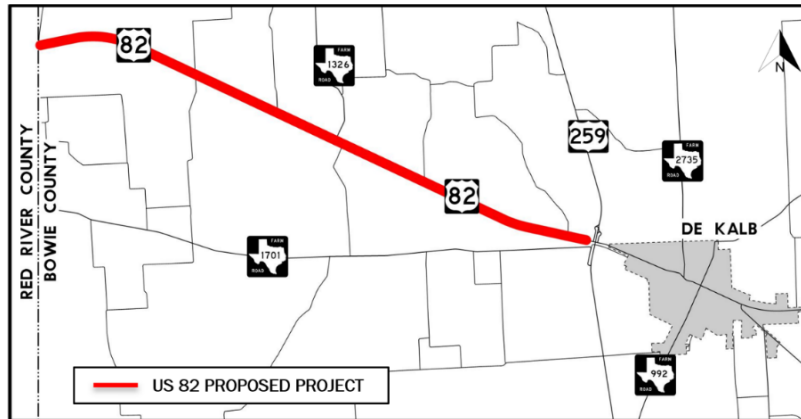 82
FARM
1326
ROAD
N
259
FARM
2735
ROAD
82
RED RIVER COUNTY
BOWIE COUNTY
DE KALB
FARM
1701
ROAD
FARM
992
ROAD
US 82 PROPOSED PROJECT